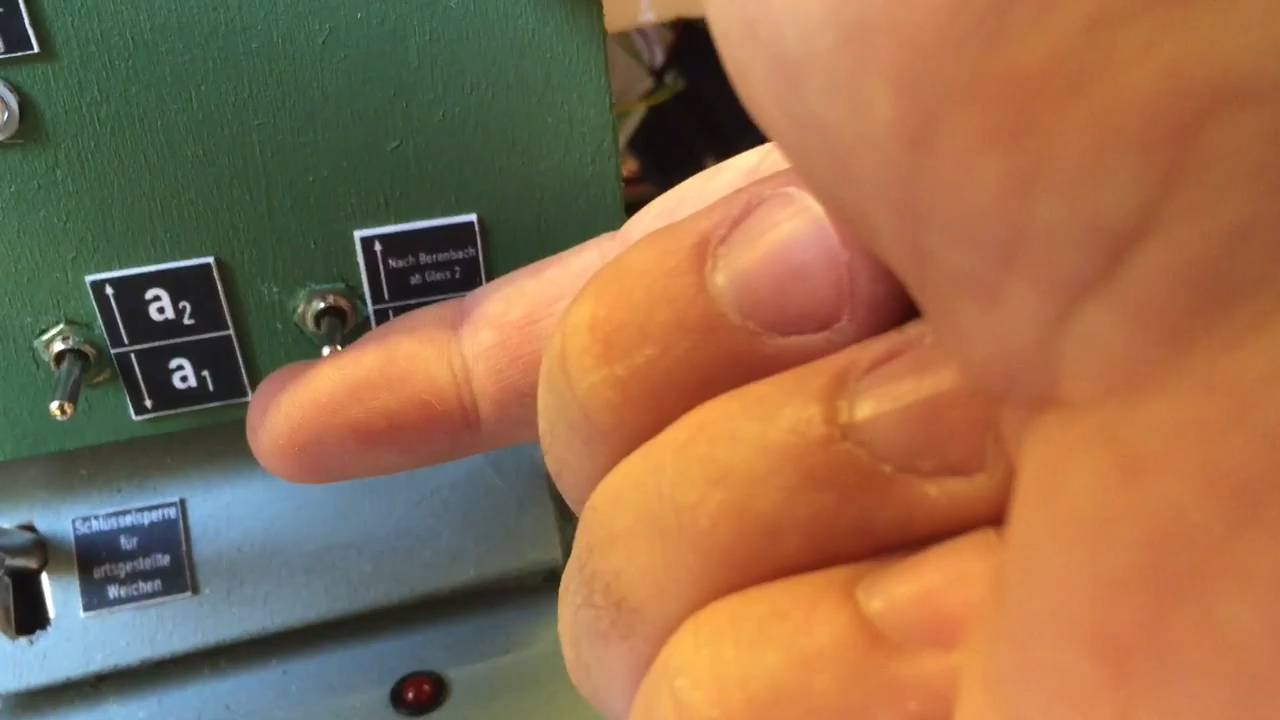 Nach Berenbach
ab Gleis 2
a₂
a₁
Schlüsselsperre
für
ortsgestellte
Weichen